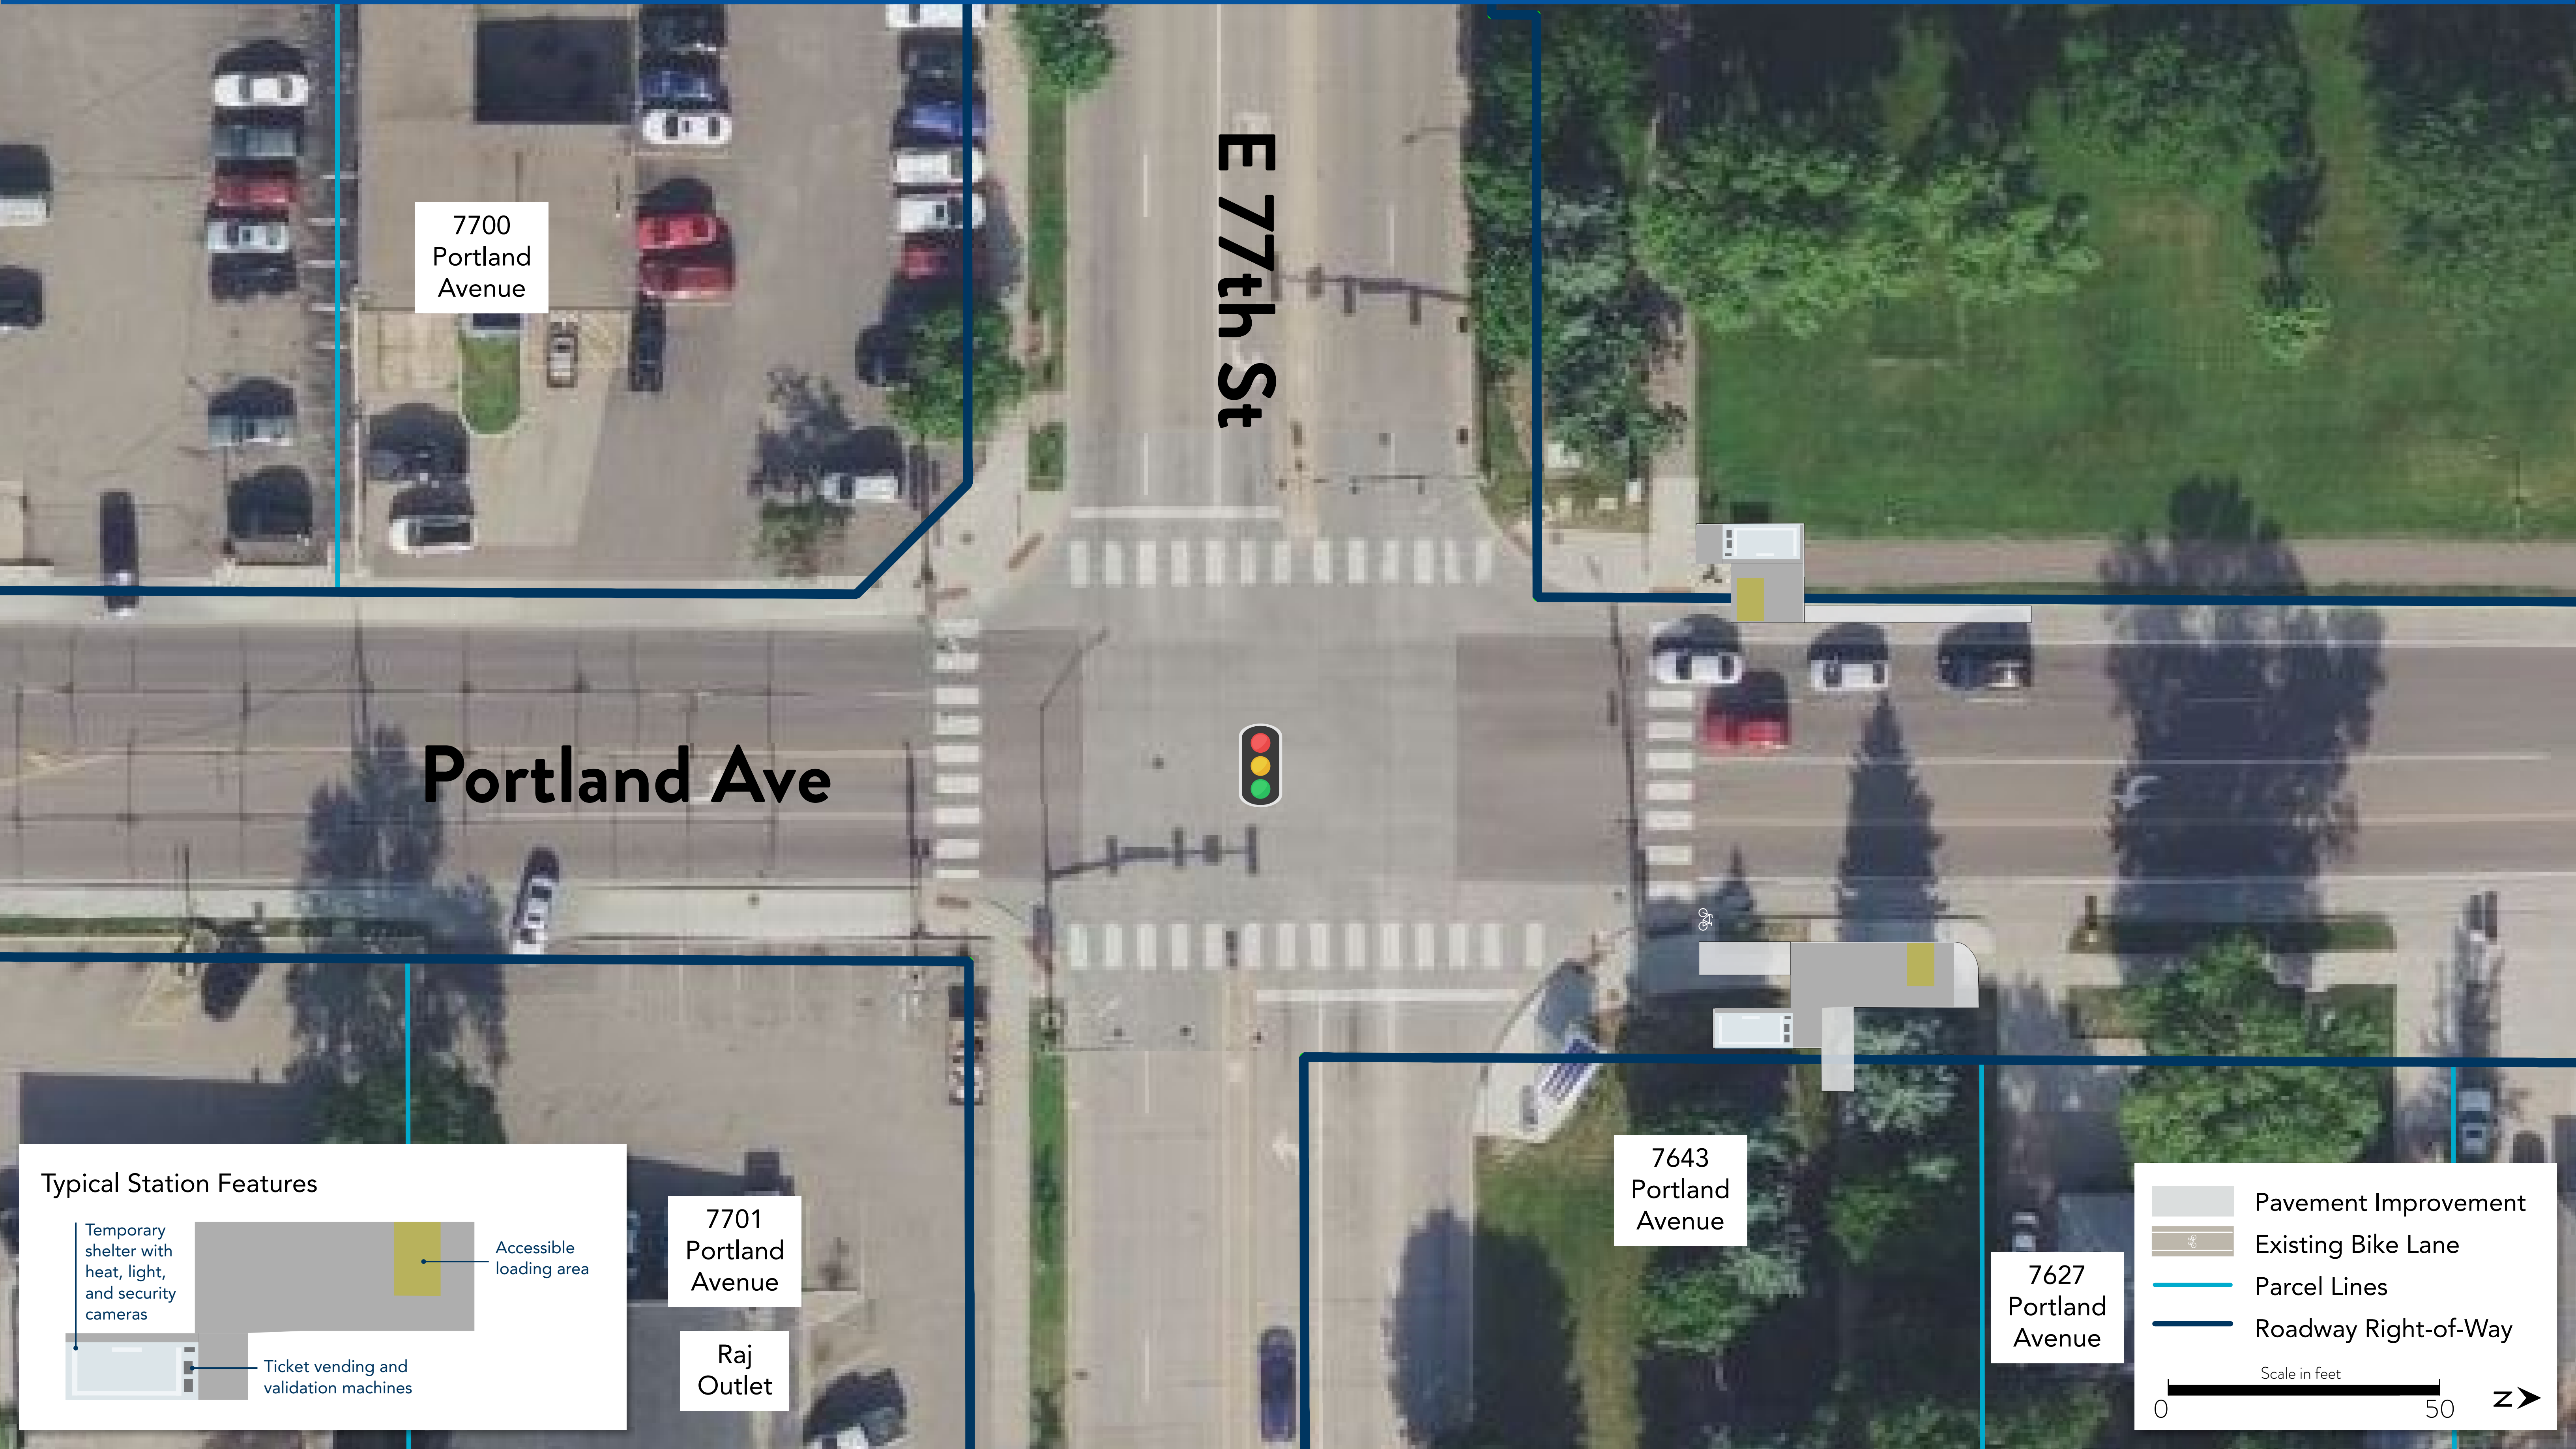 7700
Portland
Avenue
E 77th St
Portland Ave
7643
Portland
Avenue
7701
Portland
Avenue
Raj
Outlet
7627
Portland
Avenue
Typical Station Features
Temporary
shelter with
heat, light,
and security
cameras
Accessible
loading area
Ticket vending and
validation machines
Pavement Improvement
Existing Bike Lane
Parcel Lines
Roadway Right-of-Way
Scale in feet
0 50
N